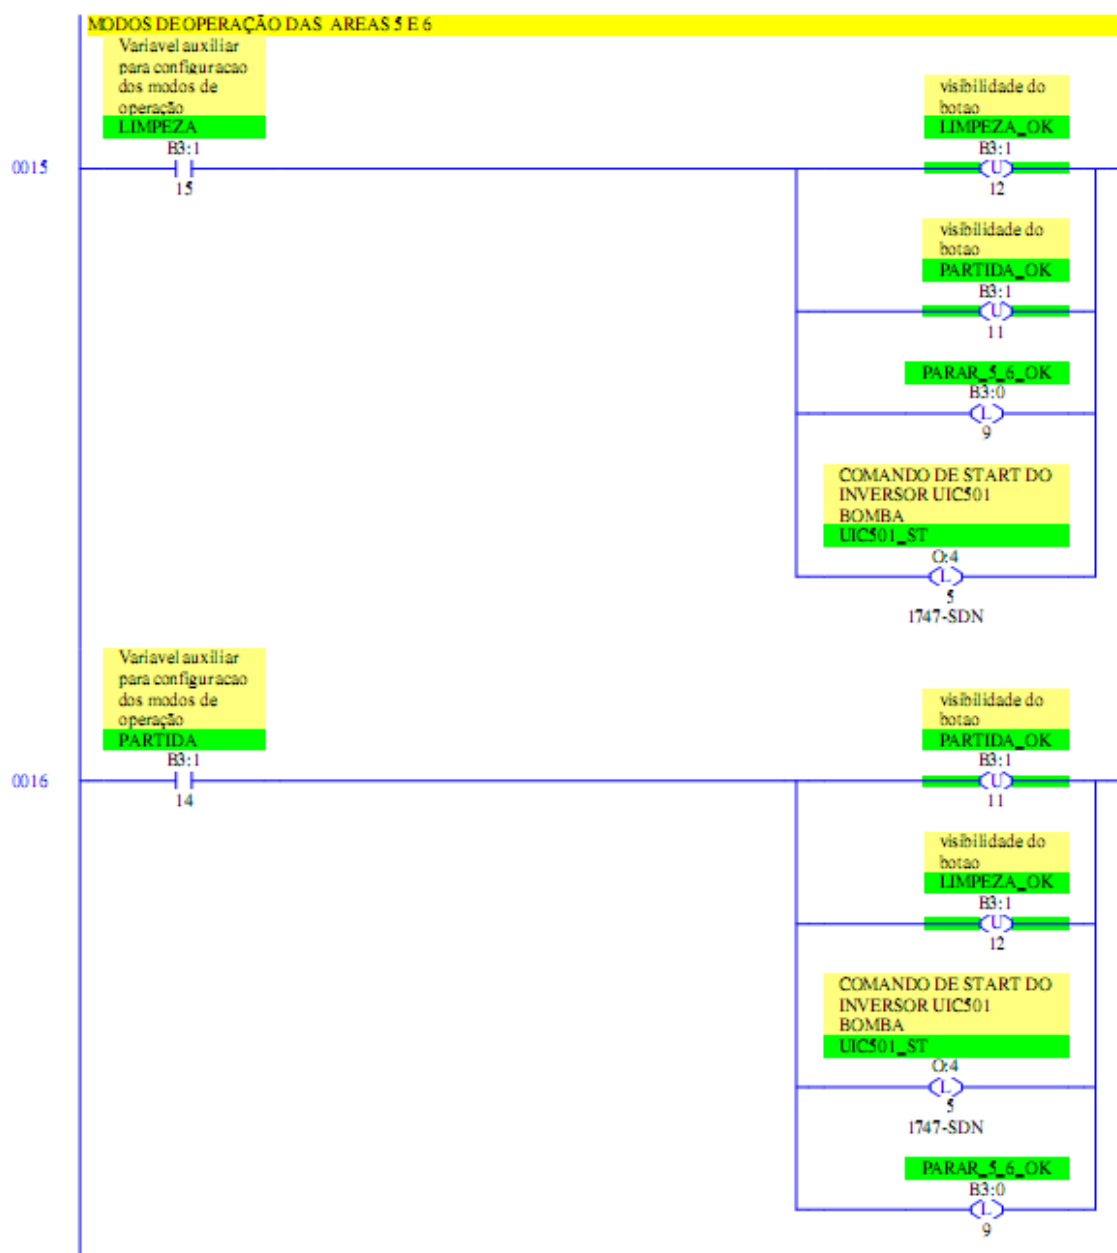 MODOS DE OPERAÇÃO DAS AREAS 5 E 6
Variavel auxiliar
para configuracao
dos modos de
operação
LIMPEZA
B3:1
15
0015
visibilidade do
botao
LIMPEZA_OK
B3:1
U
12
visibilidade do
botao
PARTIDA_OK
B3:1
U
11
PARAR_5_6_OK
B3:0
L
9
COMANDO DE START DO
INVERSOR UIC501
BOMBA
UIC501_ST
O:4
L
5
1747-SDN
Variavel auxiliar
para configuracao
dos modos de
operação
PARTIDA
B3:1
14
0016
visibilidade do
botao
PARTIDA_OK
B3:1
U
11
visibilidade do
botao
LIMPEZA_OK
B3:1
U
12
COMANDO DE START DO
INVERSOR UIC501
BOMBA
UIC501_ST
O:4
L
5
1747-SDN
PARAR_5_6_OK
B3:0
L
9